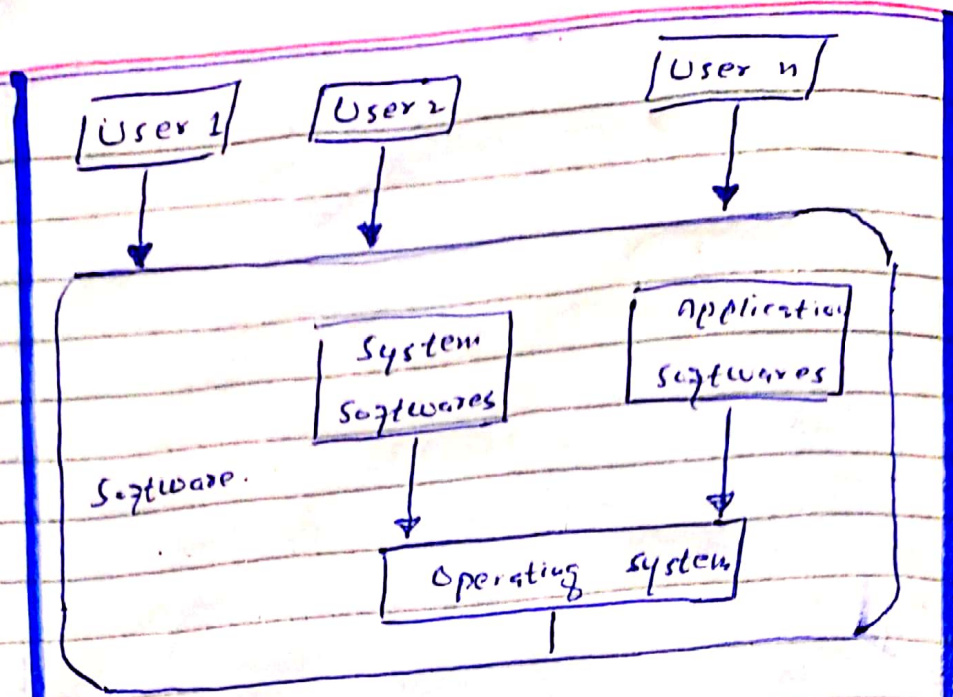 User 1
User 2
User n
System
Softwares
Application
Softwares
Software.
Operating system